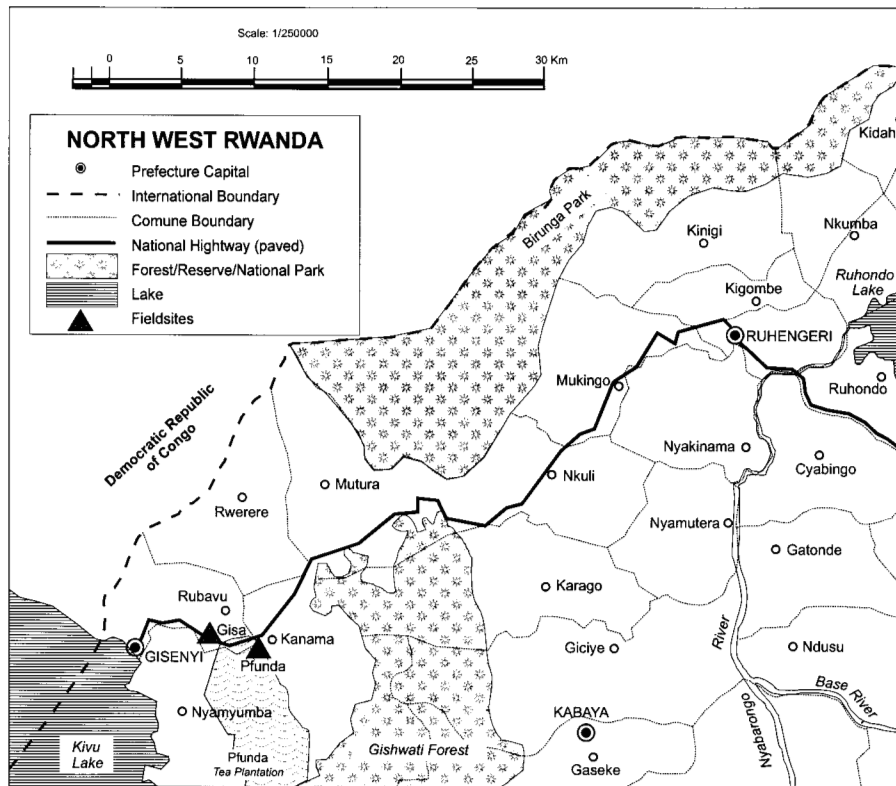 Scale: 1/250000
0 5 10 15 20 25 30 Km
NORTH WEST RWANDA
Prefecture Capital
International Boundary
Comune Boundary
National Hightway (paved)
Forest/Reserve/National Park
Lake
Fieldsites
Kidah
Birunga Park
Kinigi
Nkumba
Ruhondo
Lake
Kigombe
RUHENGERI
Ruhondo
Mukingo
Democratic Republic
of Congo
Nyakinama
Cyabingo
Mutura
Nkuli
Rwerere
Nyamutera
Gatonde
Rubavu
Karago
Gisa
Kanama
GISENYI
Pfunda
Giciye
River
Ndusu
Base River
Nyamyumba
KABAYA
Nyabarongo
Kivu
Lake
Pfunda
Tea Plantation
Gishwati Forest
Gaseke